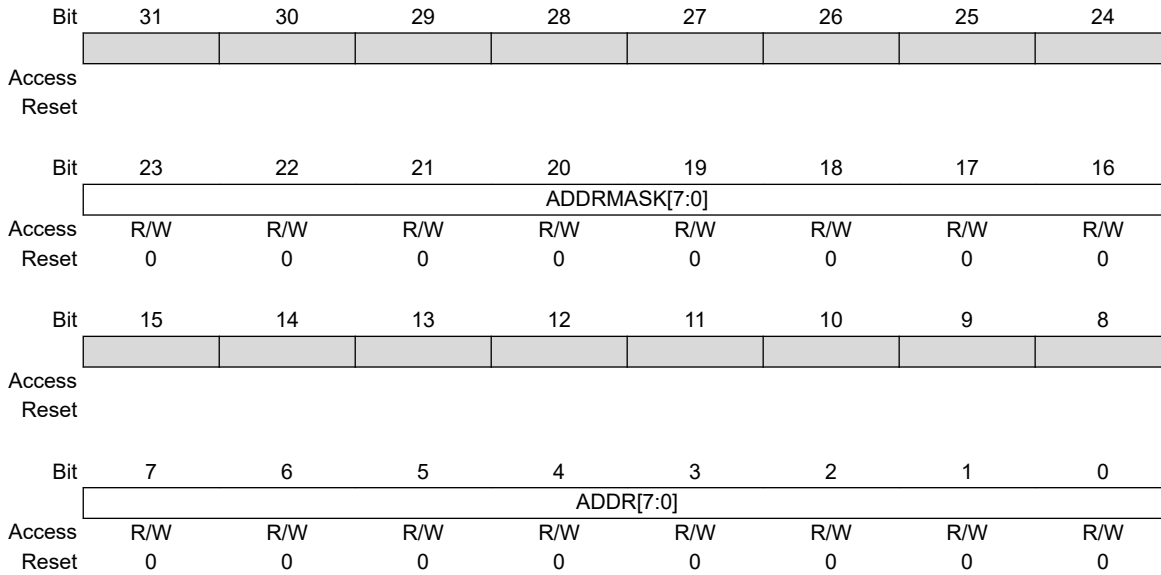 Bit 31 30 29 28 27 26 25 24
Access
Reset
Bit 23 22 21 20 19 18 17 16
ADDRMASK[7:0]
Access R/W R/W R/W R/W R/W R/W R/W R/W
Reset 0 0 0 0 0 0 0 0
Bit 15 14 13 12 11 10 9 8
Access
Reset
Bit 7 6 5 4 3 2 1 0
ADDR[7:0]
Access R/W R/W R/W R/W R/W R/W R/W R/W
Reset 0 0 0 0 0 0 0 0